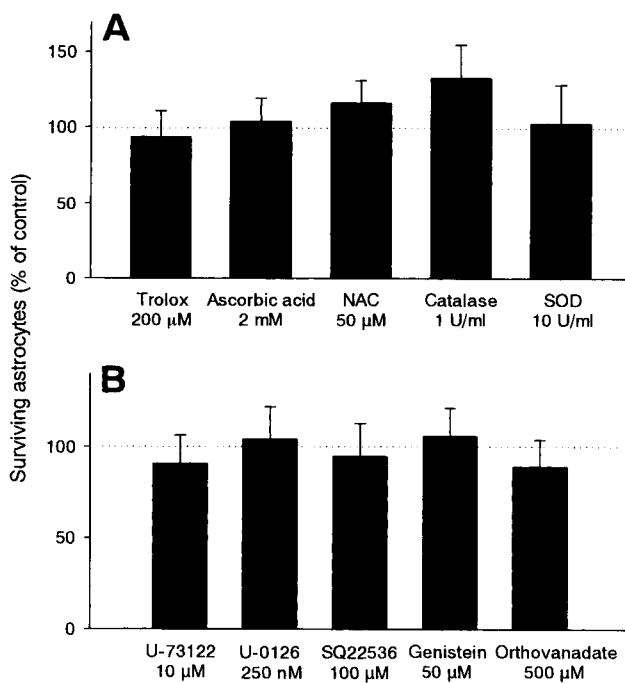 A
150
100
50
0
Trolox Ascorbic acid NAC Catalase SOD
200 µM 2 mM 50 µM 1 U/ml 10 U/ml
Surviving astrocytes (% of control)
B
100
50
0
U-73122 U-0126 SQ22536 Genistein Orthovanadate
10 µM 250 nM 100 µM 50 µM 500 µM